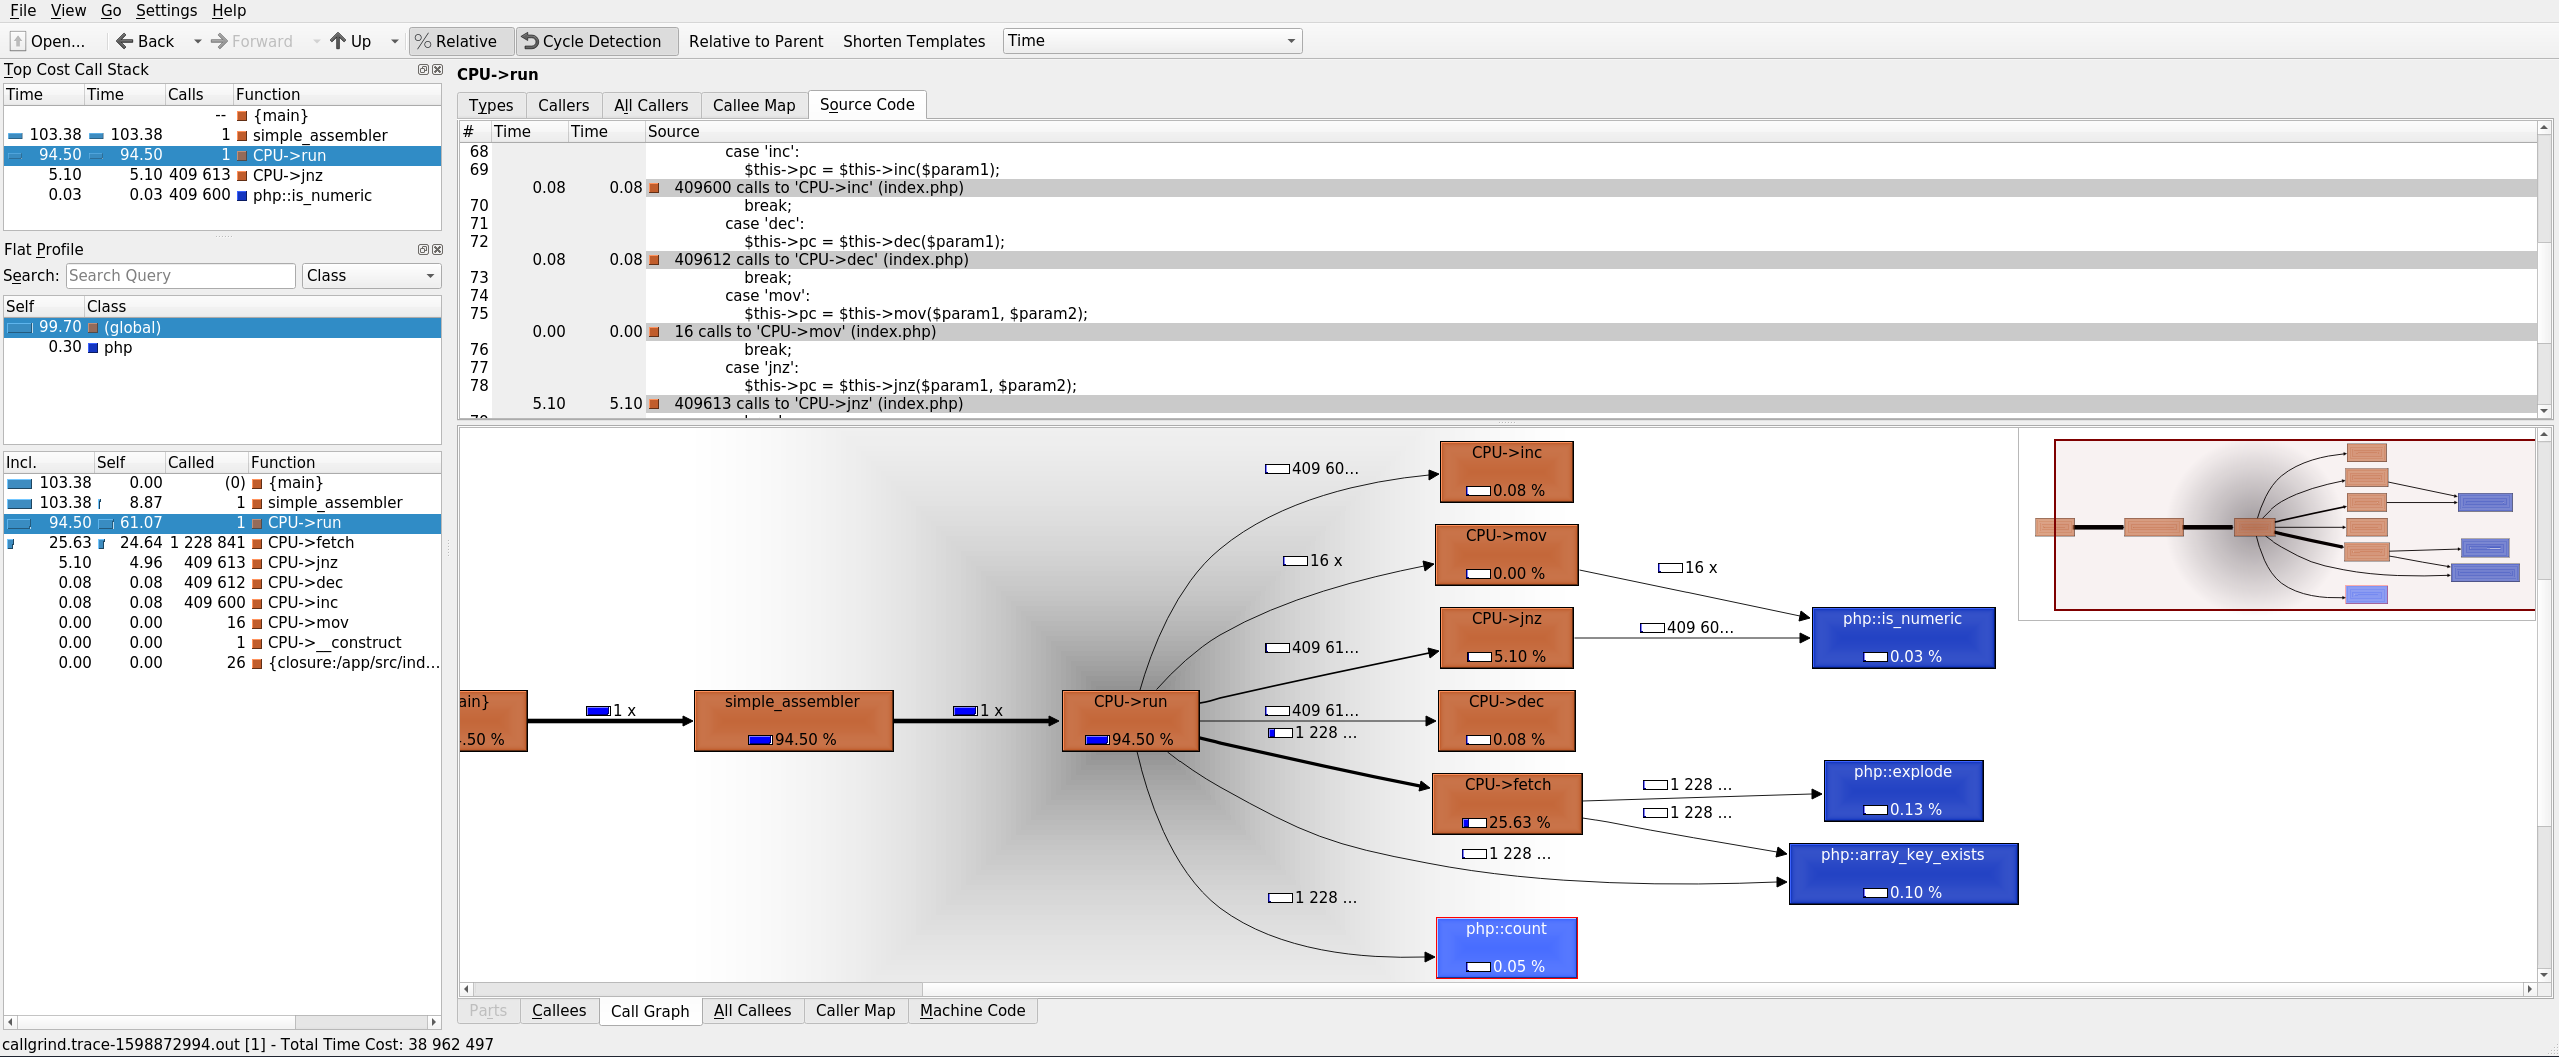 File View Go Settings Help
Open... Back Forward Up % Relative Cycle Detection Relative to Parent Shorten Templates Time
Top Cost Call Stack
Time Time Calls Function
-- {main}
103.38 103.38 1 simple_assembler
94.50 94.50 1 CPU->run
5.10 5.10 409 613 CPU->jnz
0.03 0.03 409 600 php::is_numeric
Flat Profile
Search: Search Query Class
Self Class
99.70 (global)
0.30 php
Incl. Self Called Function
103.38 0.00 (0) {main}
103.38 8.87 1 simple_assembler
94.50 61.07 1 CPU->run
25.63 24.64 1 228 841 CPU->fetch
5.10 4.96 409 613 CPU->jnz
0.08 0.08 409 612 CPU->dec
0.08 0.08 409 600 CPU->inc
0.00 0.00 16 CPU->mov
0.00 0.00 1 CPU->__construct
0.00 0.00 26 {closure:/app/src/ind...
CPU->run
Types Callers All Callers Callee Map Source Code
# Time Time Source
68 case 'inc':
69 $this->pc = $this->inc($param1);
0.08 0.08 409600 calls to 'CPU->inc' (index.php)
70 break;
71 case 'dec':
72 $this->pc = $this->dec($param1);
0.08 0.08 409612 calls to 'CPU->dec' (index.php)
73 break;
74 case 'mov':
75 $this->pc = $this->mov($param1, $param2);
0.00 0.00 16 calls to 'CPU->mov' (index.php)
76 break;
77 case 'jnz':
78 $this->pc = $this->jnz($param1, $param2);
5.10 5.10 409613 calls to 'CPU->jnz' (index.php)
CPU->inc
409 60...
0.08 %
CPU->mov
16 x
0.00 %
16 x
CPU->jnz
409 61...
5.10 %
409 60...
php::is_numeric
0.03 %
ain}
.50 %
1 x
simple_assembler
94.50 %
1 x
CPU->run
94.50 %
409 61...
CPU->dec
0.08 %
1 228 ...
CPU->fetch
25.63 %
1 228 ...
1 228 ...
php::explode
0.13 %
1 228 ...
php::array_key_exists
0.10 %
1 228 ...
php::count
0.05 %
Parts Callees Call Graph All Callees Caller Map Machine Code
callgrind.trace-1598872994.out [1] - Total Time Cost: 38 962 497